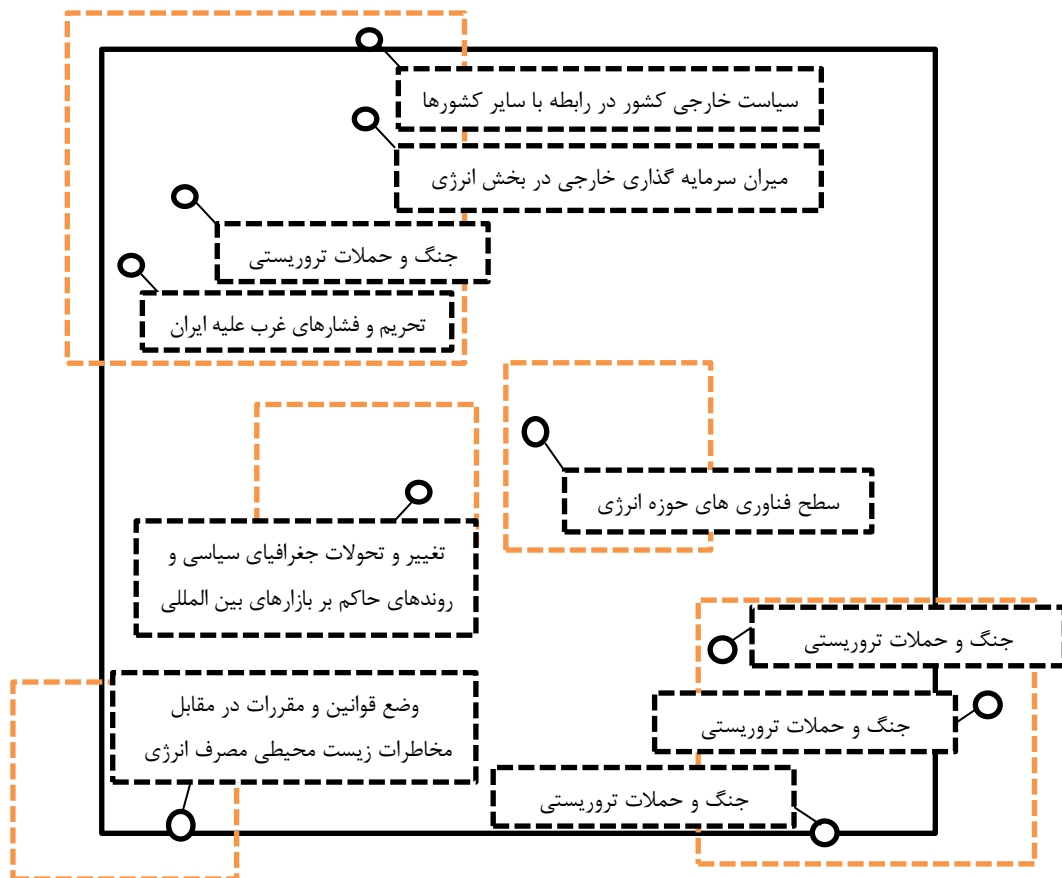 سیاست خارجی کشور در رابطه با سایر کشورها
میران سرمایه گذاری خارجی در بخش انرژی
جنگ و حملات تروریستی
تحریم و فشارهای غرب علیه ایران
سطح فناوری های حوزه انرژی
تغییر و تحولات جغرافیای سیاسی و
روندهای حاکم بر بازارهای بین المللی
جنگ و حملات تروریستی
وضع قوانین و مقررات در مقابل
مخاطرات زیست محیطی مصرف انرژی
جنگ و حملات تروریستی
جنگ و حملات تروریستی